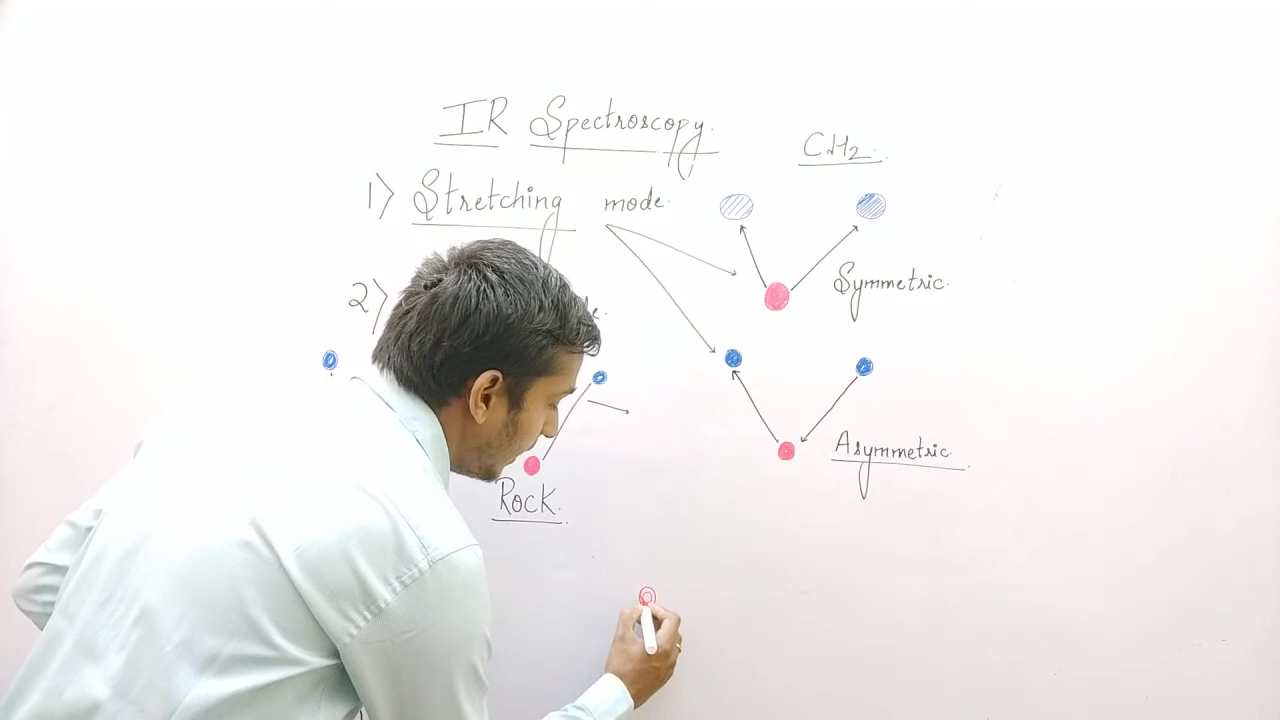 IR Spectroscopy.
CH2.
1) Stretching mode.
Symmetric.
2)
Asymmetric.
Rock.